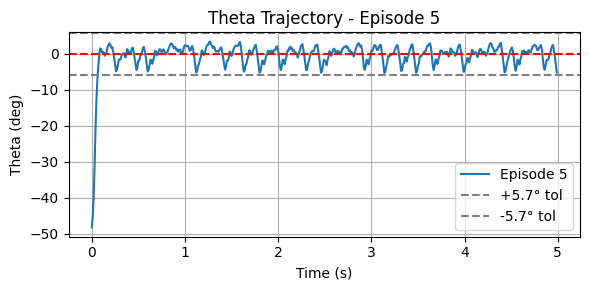 Theta Trajectory - Episode 5
Theta (deg)
0
−10
−20
−30
−40
−50
Episode 5
+5.7° tol
-5.7° tol
0
1
2
3
4
5
Time (s)